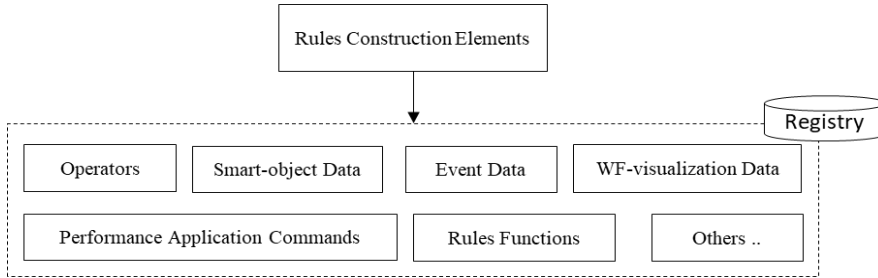 Rules Construction Elements
Registry
Operators
Smart-object Data
Event Data
WF-visualization Data
Performance Application Commands
Rules Functions
Others ..